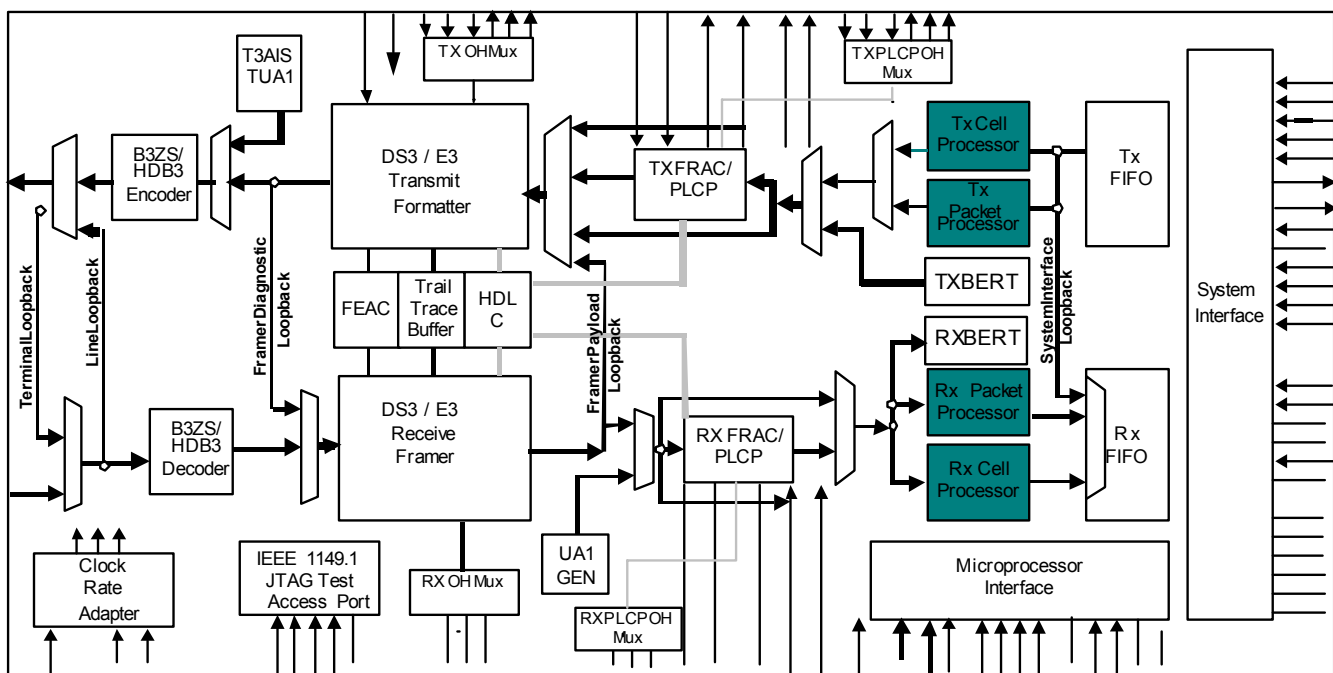 T3AIS
TUA1
TX OHMux
TXPLCPOH
Mux
B3ZS/
HDB3
Encoder
DS3 / E3
Transmit
Formatter
TXFRAC/
PLCP
Tx Cell
Processor
Tx
Packet
Processor
Tx
FIFO
TXBERT
RXBERT
System
Interface
FEAC
Trail
Trace
Buffer
HDL
C
TerminalLoopback
LineLoopback
FramerDiagnostic
Loopback
FramerPayload
Loopback
SystemInterface
Loopback
B3ZS/
HDB3
Decoder
DS3 / E3
Receive
Framer
RX FRAC/
PLCP
Rx Packet
Processor
Rx Cell
Processor
Rx
FIFO
Clock
Rate
Adapter
IEEE 1149.1
JTAG Test
Access Port
RX OH Mux
UA1
GEN
RXPLCPOH
Mux
Microprocessor
Interface